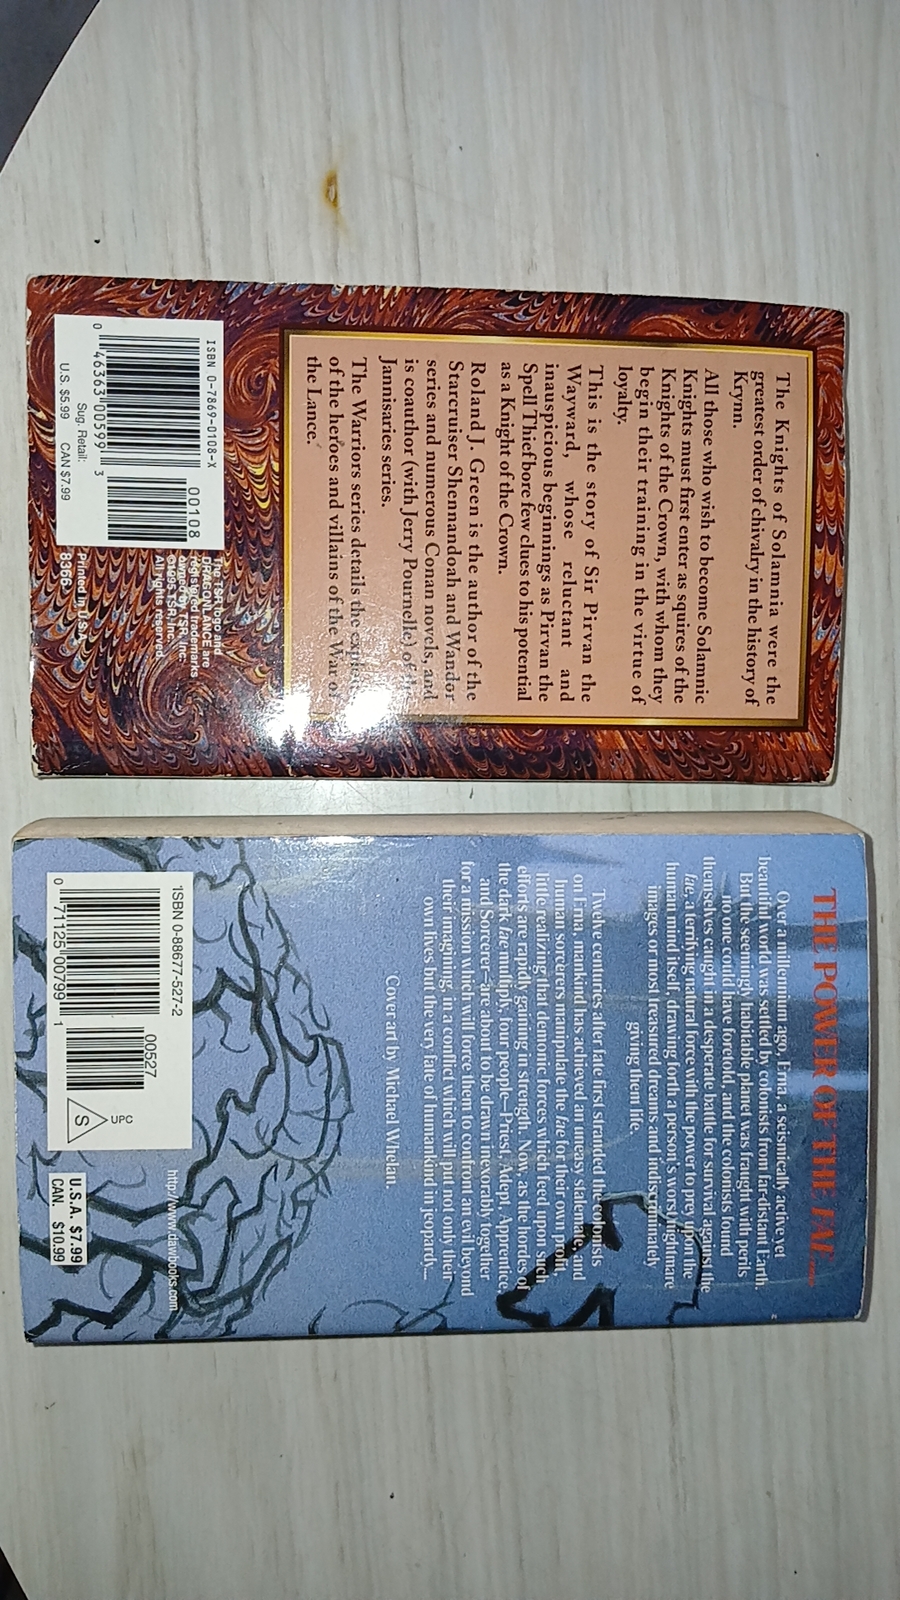 The Knights of Solamnia were the
greatest order of chivalry in the history of
Krynn.
All those who wish to become Solamnic
Knights must first enter as squires of the
Knights of the Crown, with whom they
begin their training in the virtue of
loyalty.
This is the story of Sir Pirvan the
Wayward, whose reluctant and
inauspicious beginnings as Pirvan the
Spell Thief bore few clues to his potential
as a Knight of the Crown.
Roland J. Green is the author of the
Starcruiser Shennandoah and Wandor
series and numerous Conan novels, and
is coauthor (with Jerry Pournelle) of the
Jannisaries series.
The Warriors series details the exploits
of the heroes and villains of the War of
the Lance.
ISBN 0-7869-0108-X
00108
0 46363 00599 3
Sug. Retail:
U.S. $5.99 CAN $7.99
The TSR logo and
DRAGONLANCE are
registered trademarks
owned by TSR, Inc.
©1995 TSR, Inc.
All rights reserved.
Printed in U.S.A.
8366
THE POWER OF THE FAE...
Over a millennium ago, Erna, a seismically active yet
beautiful world was settled by colonists from far-distant Earth.
But the seemingly habitable planet was fraught with perils
no one could have foretold, and the colonists found
themselves caught in a desperate battle for survival against the
fae, a terrifying natural force with the power to prey upon the
human mind itself, drawing forth a person's worst nightmare
images or most treasured dreams and indiscriminately
giving them life.
Twelve centuries after fate first stranded the colonists
on Erna, mankind has achieved an uneasy stalemate, and
human sorcerers manipulate the fae for their own profit,
little realizing that demonic forces which feed upon such
efforts are rapidly gaining in strength. Now, as the hordes of
the dark fae multiply, four people—Priest, Adept, Apprentice,
and Sorcerer—are about to be drawn inexorably together
for a mission which will force them to confront an evil beyond
their imagining, in a conflict which will put not only their
own lives but the very fate of humankind in jeopardy...
Cover art by Michael Whelan.
ISBN 0-88677-527-2
00527
0 71125 00799 1
S
UPC
http://www.dawbooks.com
U.S.A. $7.99
CAN. $10.99